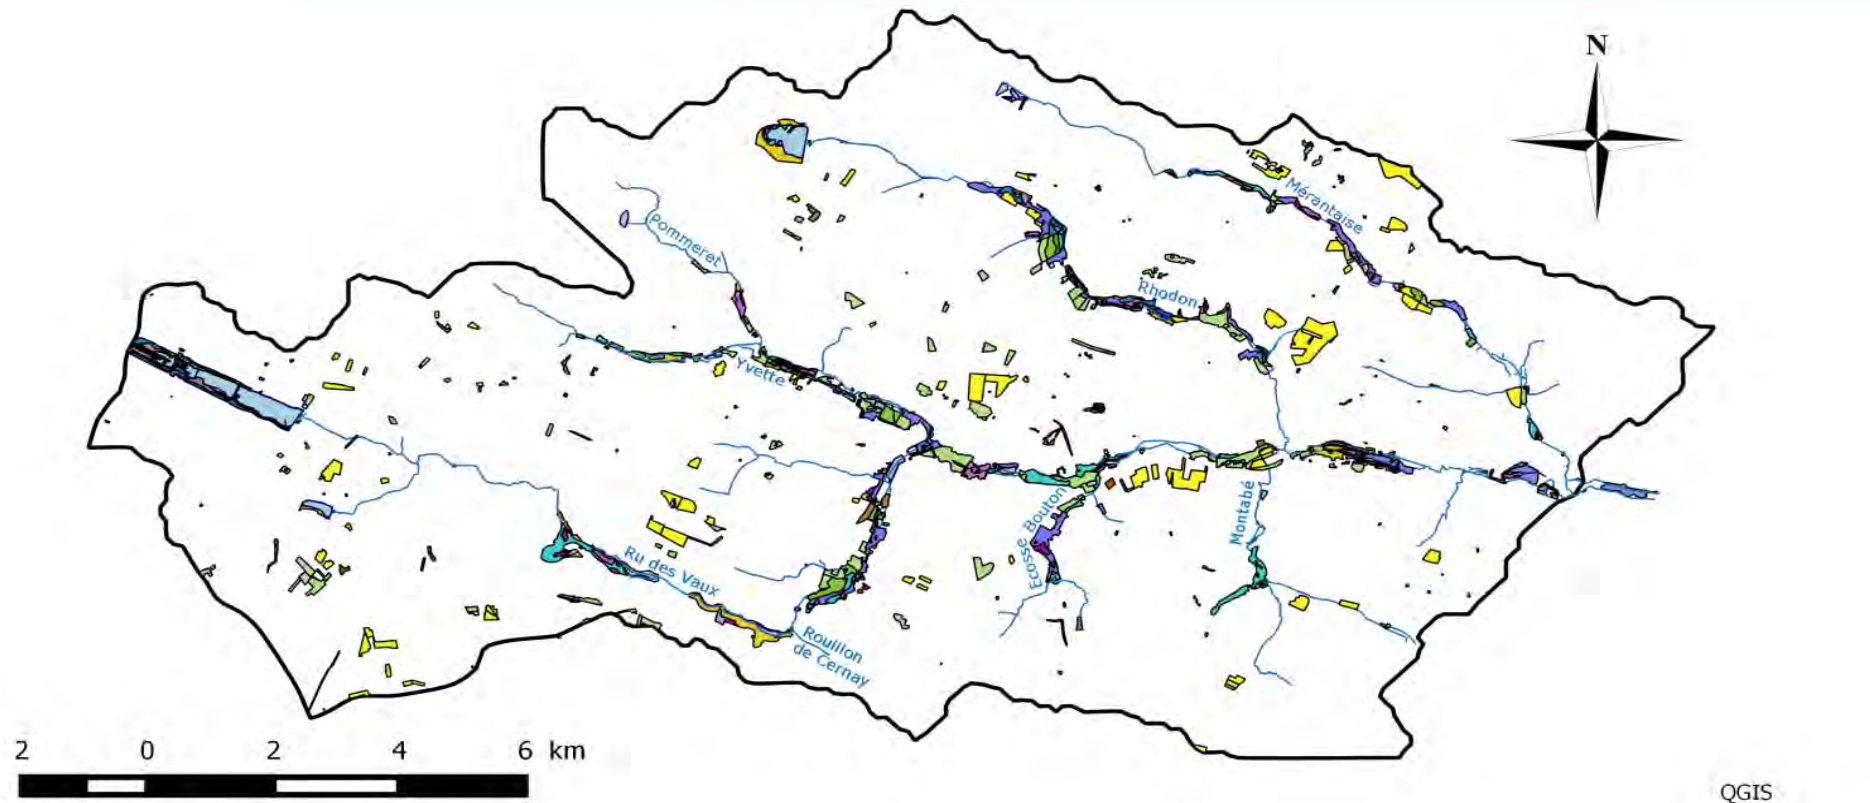 N
Mérantaise
Pommeret
Rhodon
Yvette
Ecosse Bouton
Montabé
Ru des Vaux
Rouillon
de Cernay
2 0 2 4 6 km
QGIS